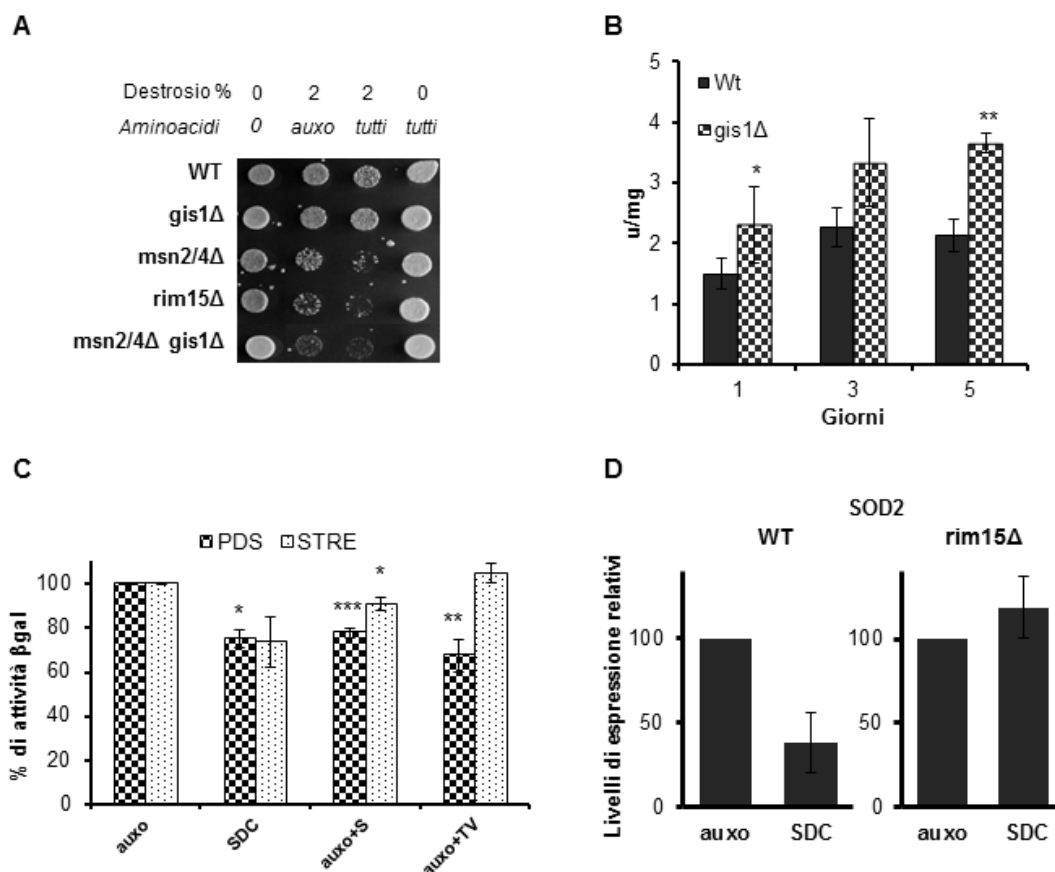 A
Destrosio % 0 2 2 0
Aminoacidi 0 auxo tutti tutti
WT
gis1Δ
msn2/4Δ
rim15Δ
msn2/4Δ gis1Δ
B
u/mg
5
4
3
2
1
0
Wt
gis1Δ
*
**
1 3 5
Giorni
C
PDS STRE
% di attività βgal
100
80
60
40
20
0
*
***
*
**
auxo
SDC
auxo+S
auxo+TV
D
SOD2
WT rim15Δ
Livelli di espressione relativi
100
50
0
auxo SDC
100
50
0
auxo SDC